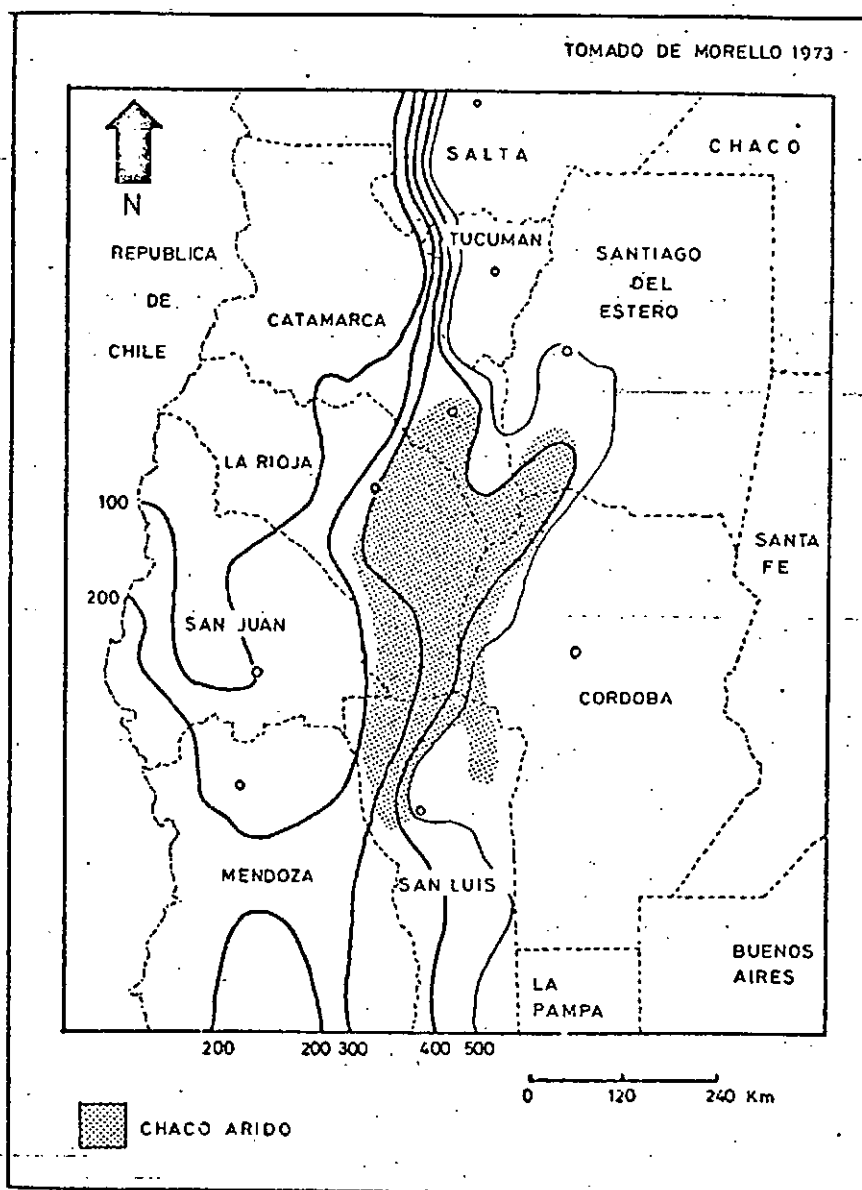 TOMADO DE MORELLO 1973
N
SALTA
CHACO
TUCUMAN
REPUBLICA
DE
CHILE
SANTIAGO
DEL
ESTERO
CATAMARCA
LA RIOJA
100
SANTA
FE
200
SAN JUAN
CORDOBA
MENDOZA
SAN LUIS
BUENOS
AIRES
LA
PAMPA
200 200 300 400 500
0 120 240 Km
CHACO ARIDO